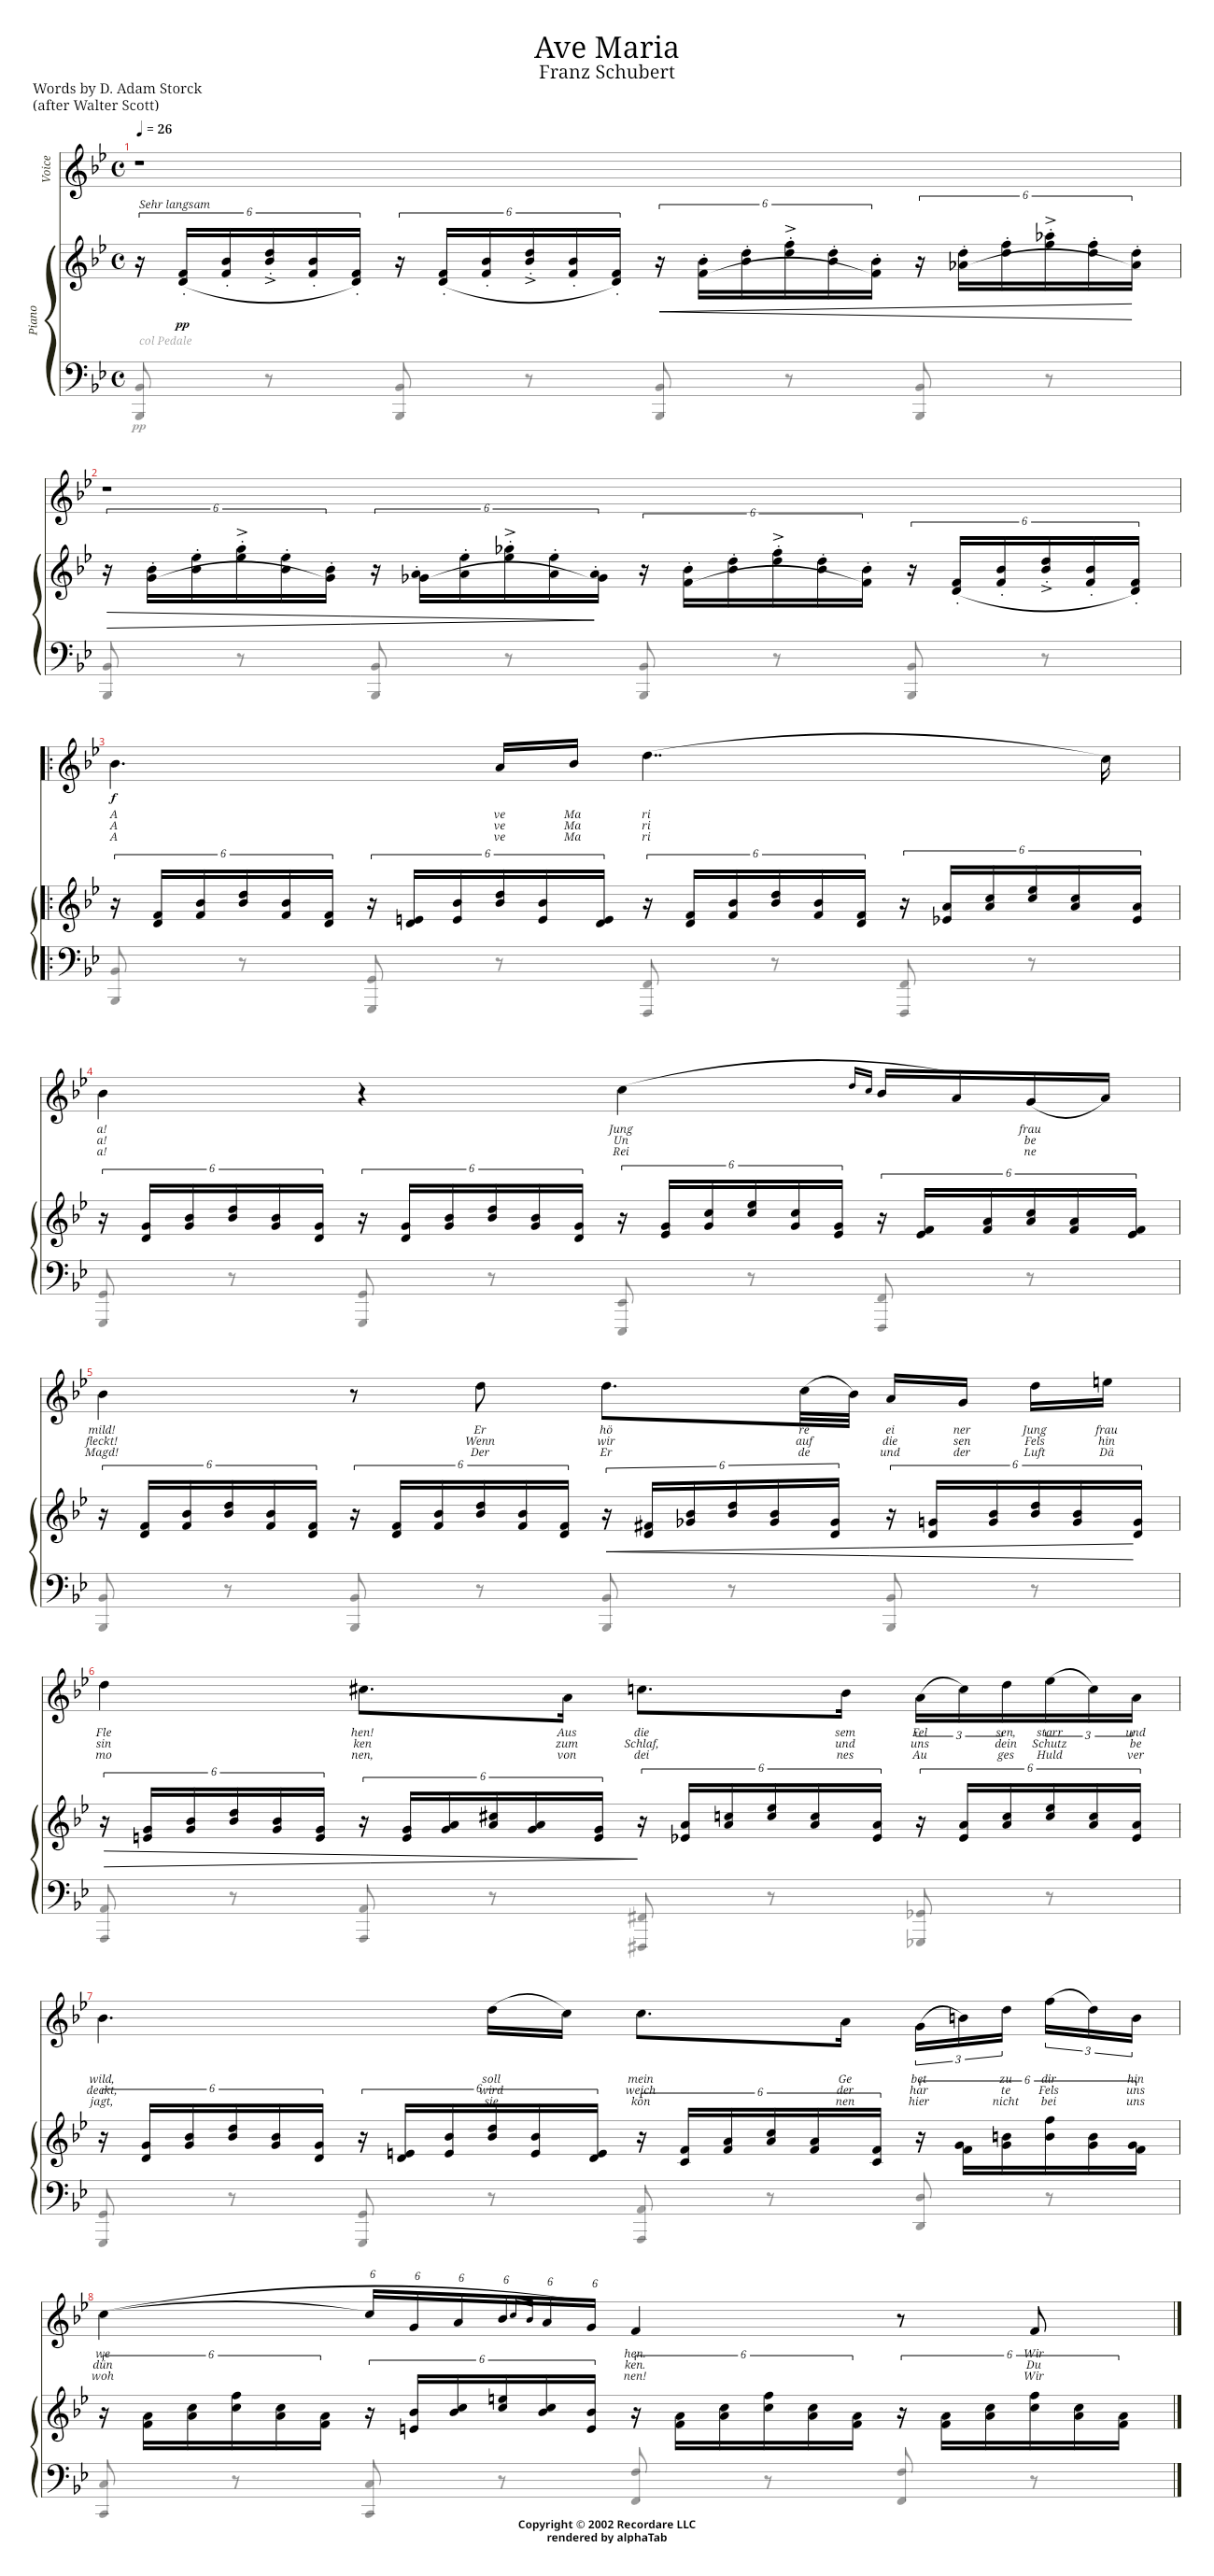 Ave Maria
Franz Schubert
Words by D. Adam Storck
(after Walter Scott)
= 26
1
Voice
Sehr langsam
6 6 6 6
Piano
pp
col Pedale
pp
2
6 6 6 6
3
f
A ve Ma ri
A ve Ma ri
A ve Ma ri
6 6 6 6
4
a! Jung frau
a! Un be
a! Rei ne
6 6 6 6
5
mild! Er hö re ei ner Jung frau
fleckt! Wenn wir auf die sen Fels hin
Magd! Der Er de und der Luft Dä
6 6 6 6
6
Fle hen! Aus die sem Fel sen, starr und
3 3
sin ken zum Schlaf, und uns dein Schutz be
mo nen, von dei nes Au ges Huld ver
6 6 6 6
7
3 3
wild, soll mein Ge bet zu dir hin
deckt, wird weich der har te Fels uns
jagt, sie kön nen hier nicht bei uns
6 6 6 6
8
6 6 6 6 6 6
we hen. Wir
dün ken. Du
woh nen! Wir
6 6 6 6
Copyright © 2002 Recordare LLC
rendered by alphaTab